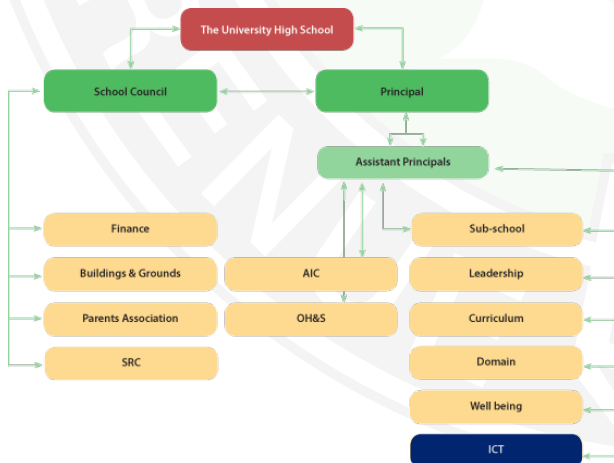 The University High School
School Council
Principal
Assistant Principals
Finance
Sub-school
Buildings & Grounds
AIC
Leadership
Parents Association
OH&S
Curriculum
SRC
Domain
Well being
ICT